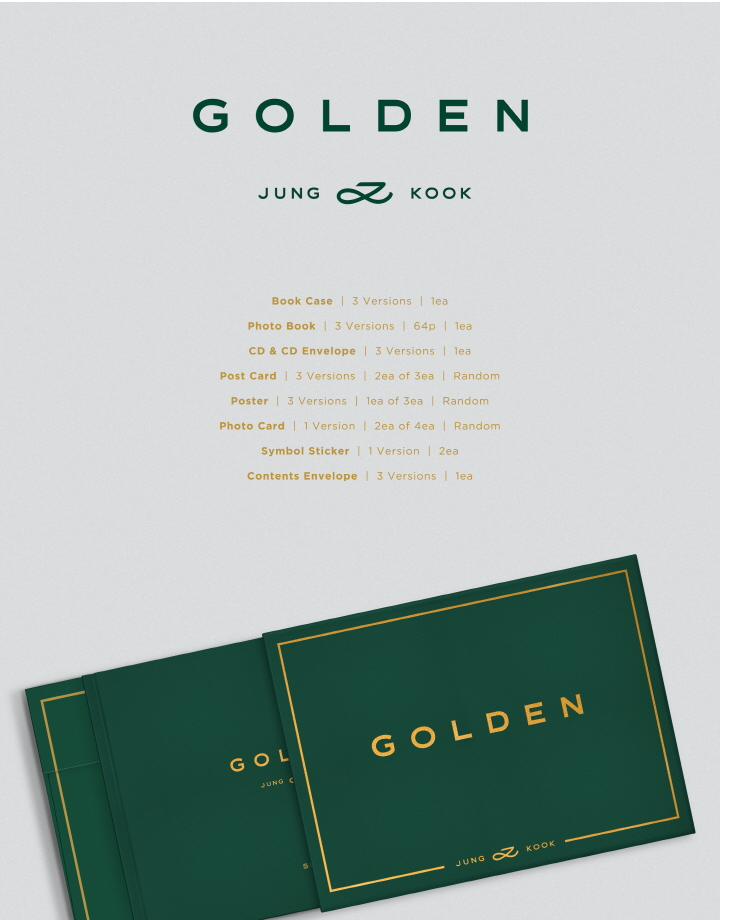 GOLDEN
JUNG KOOK
Book Case | 3 Versions | 1ea
Photo Book | 3 Versions | 64p | 1ea
CD & CD Envelope | 3 Versions | 1ea
Post Card | 3 Versions | 2ea of 3ea | Random
Poster | 3 Versions | 1ea of 3ea | Random
Photo Card | 1 Version | 2ea of 4ea | Random
Symbol Sticker | 1 Version | 2ea
Contents Envelope | 3 Versions | 1ea
GOLDEN
GOL
JUNG
JUNG KOOK